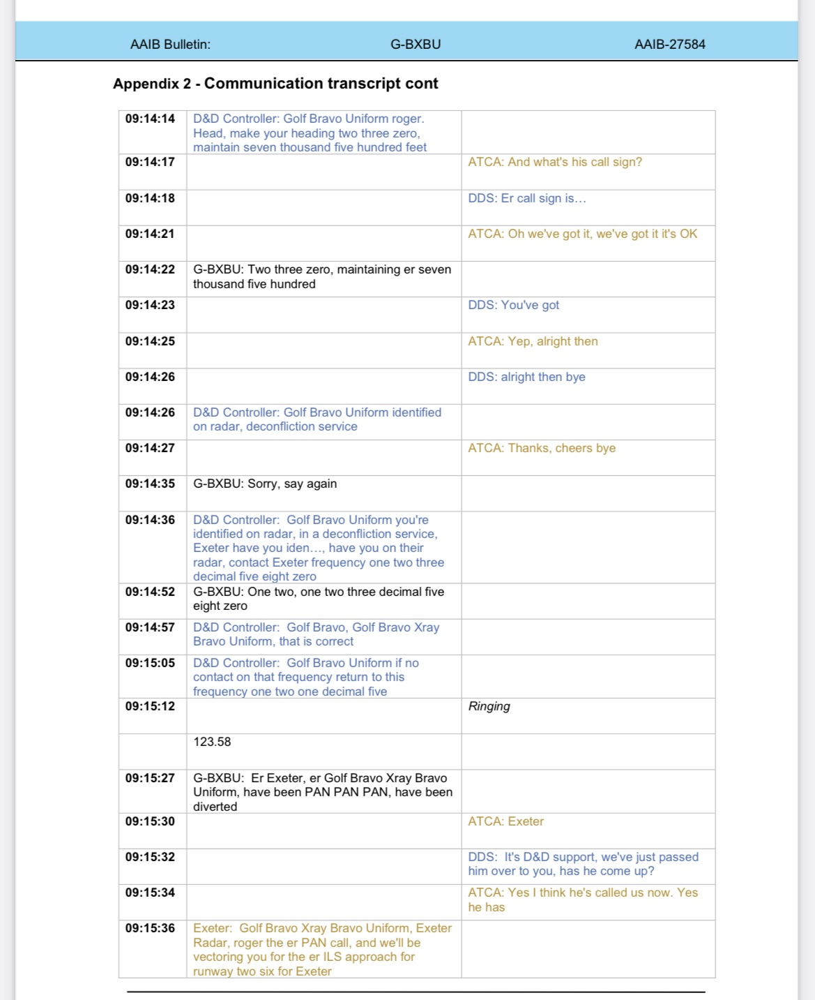 AAIB Bulletin: G-BXBU AAIB-27584
Appendix 2 - Communication transcript cont
09:14:14 D&D Controller: Golf Bravo Uniform roger.
Head, make your heading two three zero,
maintain seven thousand five hundred feet
09:14:17 ATCA: And what's his call sign?
09:14:18 DDS: Er call sign is…
09:14:21 ATCA: Oh we've got it, we've got it it's OK
09:14:22 G-BXBU: Two three zero, maintaining er seven
thousand five hundred
09:14:23 DDS: You've got
09:14:25 ATCA: Yep, alright then
09:14:26 DDS: alright then bye
09:14:26 D&D Controller: Golf Bravo Uniform identified
on radar, deconfliction service
09:14:27 ATCA: Thanks, cheers bye
09:14:35 G-BXBU: Sorry, say again
09:14:36 D&D Controller: Golf Bravo Uniform you're
identified on radar, in a deconfliction service,
Exeter have you iden…, have you on their
radar, contact Exeter frequency one two three
decimal five eight zero
09:14:52 G-BXBU: One two, one two three decimal five
eight zero
09:14:57 D&D Controller: Golf Bravo, Golf Bravo Xray
Bravo Uniform, that is correct
09:15:05 D&D Controller: Golf Bravo Uniform if no
contact on that frequency return to this
frequency one two one decimal five
09:15:12 Ringing
123.58
09:15:27 G-BXBU: Er Exeter, er Golf Bravo Xray Bravo
Uniform, have been PAN PAN PAN, have been
diverted
09:15:30 ATCA: Exeter
09:15:32 DDS: It's D&D support, we've just passed
him over to you, has he come up?
09:15:34 ATCA: Yes I think he's called us now. Yes
he has
09:15:36 Exeter: Golf Bravo Xray Bravo Uniform, Exeter
Radar, roger the er PAN call, and we'll be
vectoring you for the er ILS approach for
runway two six for Exeter